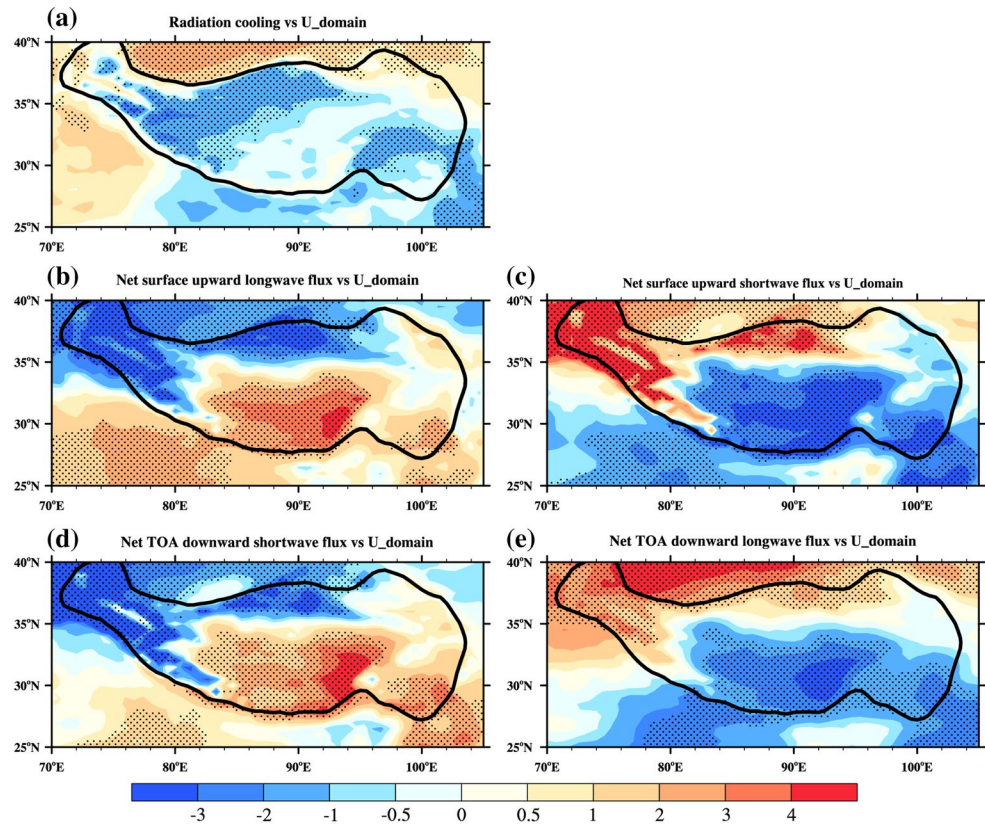 (a)
Radiation cooling vs U_domain
40°N
35°N
30°N
25°N
70°E 80°E 90°E 100°E
(b)
Net surface upward longwave flux vs U_domain
40°N
35°N
30°N
25°N
70°E 80°E 90°E 100°E
(c)
Net surface upward shortwave flux vs U_domain
40°N
35°N
30°N
25°N
70°E 80°E 90°E 100°E
(d)
Net TOA downward shortwave flux vs U_domain
40°N
35°N
30°N
25°N
70°E 80°E 90°E 100°E
(e)
Net TOA downward longwave flux vs U_domain
40°N
35°N
30°N
25°N
70°E 80°E 90°E 100°E
-3 -2 -1 -0.5 0 0.5 1 2 3 4